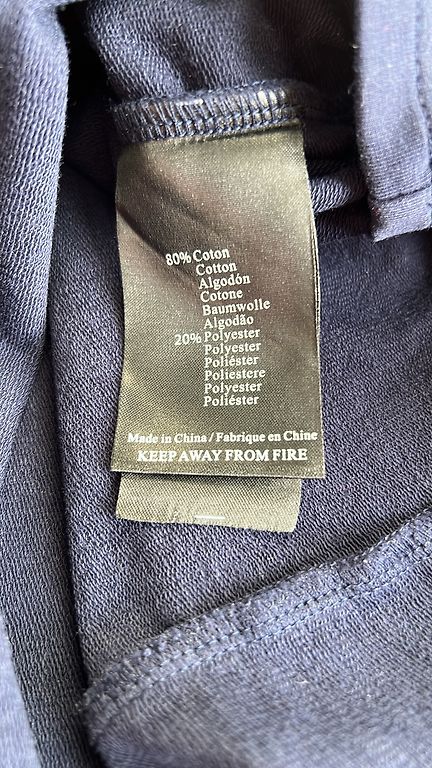 80% Coton
Cotton
Algodón
Cotone
Baumwolle
Algodão
20% Polyester
Polyester
Poliéster
Poliestere
Polyester
Poliéster
Made in China / Fabrique en Chine
KEEP AWAY FROM FIRE